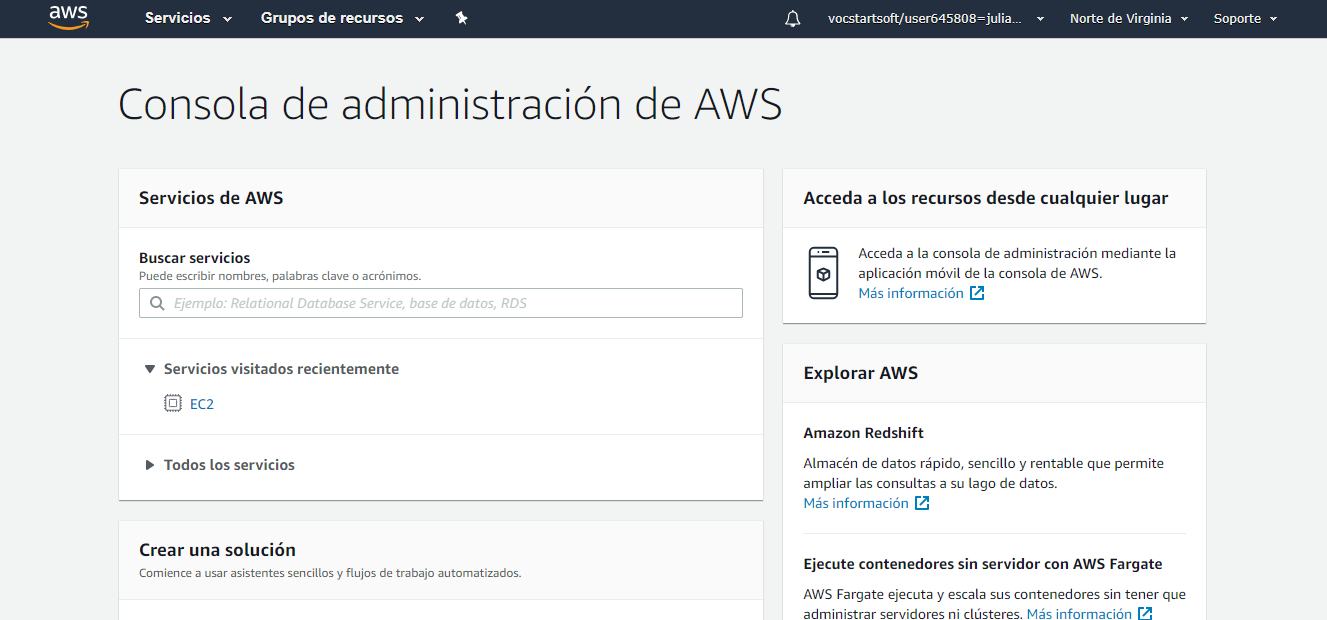 aws Servicios Grupos de recursos vocstartsoft/user645808=julia... Norte de Virginia Soporte
Consola de administración de AWS
Servicios de AWS
Buscar servicios
Puede escribir nombres, palabras clave o acrónimos.
Ejemplo: Relational Database Service, base de datos, RDS
Servicios visitados recientemente
EC2
Todos los servicios
Crear una solución
Comience a usar asistentes sencillos y flujos de trabajo automatizados.
Acceda a los recursos desde cualquier lugar
Acceda a la consola de administración mediante la
aplicación móvil de la consola de AWS.
Más información
Explorar AWS
Amazon Redshift
Almacén de datos rápido, sencillo y rentable que permite
ampliar las consultas a su lago de datos.
Más información
Ejecute contenedores sin servidor con AWS Fargate
AWS Fargate ejecuta y escala sus contenedores sin tener que
administrar servidores ni clústeres. Más información